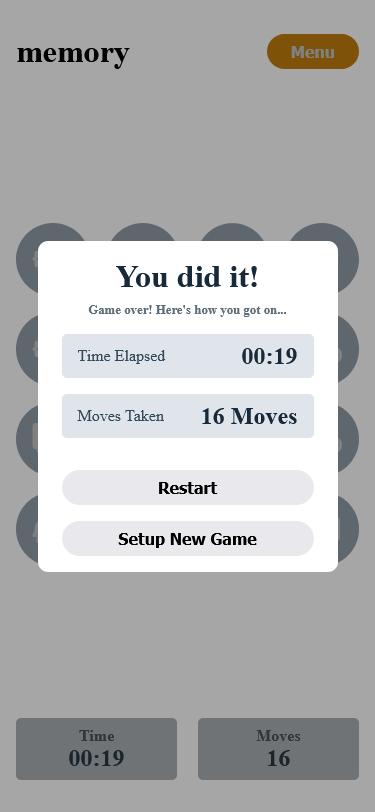 memory
Menu
You did it!
Game over! Here's how you got on...
Time Elapsed
00:19
Moves Taken
16 Moves
Restart
Setup New Game
Time
00:19
Moves
16